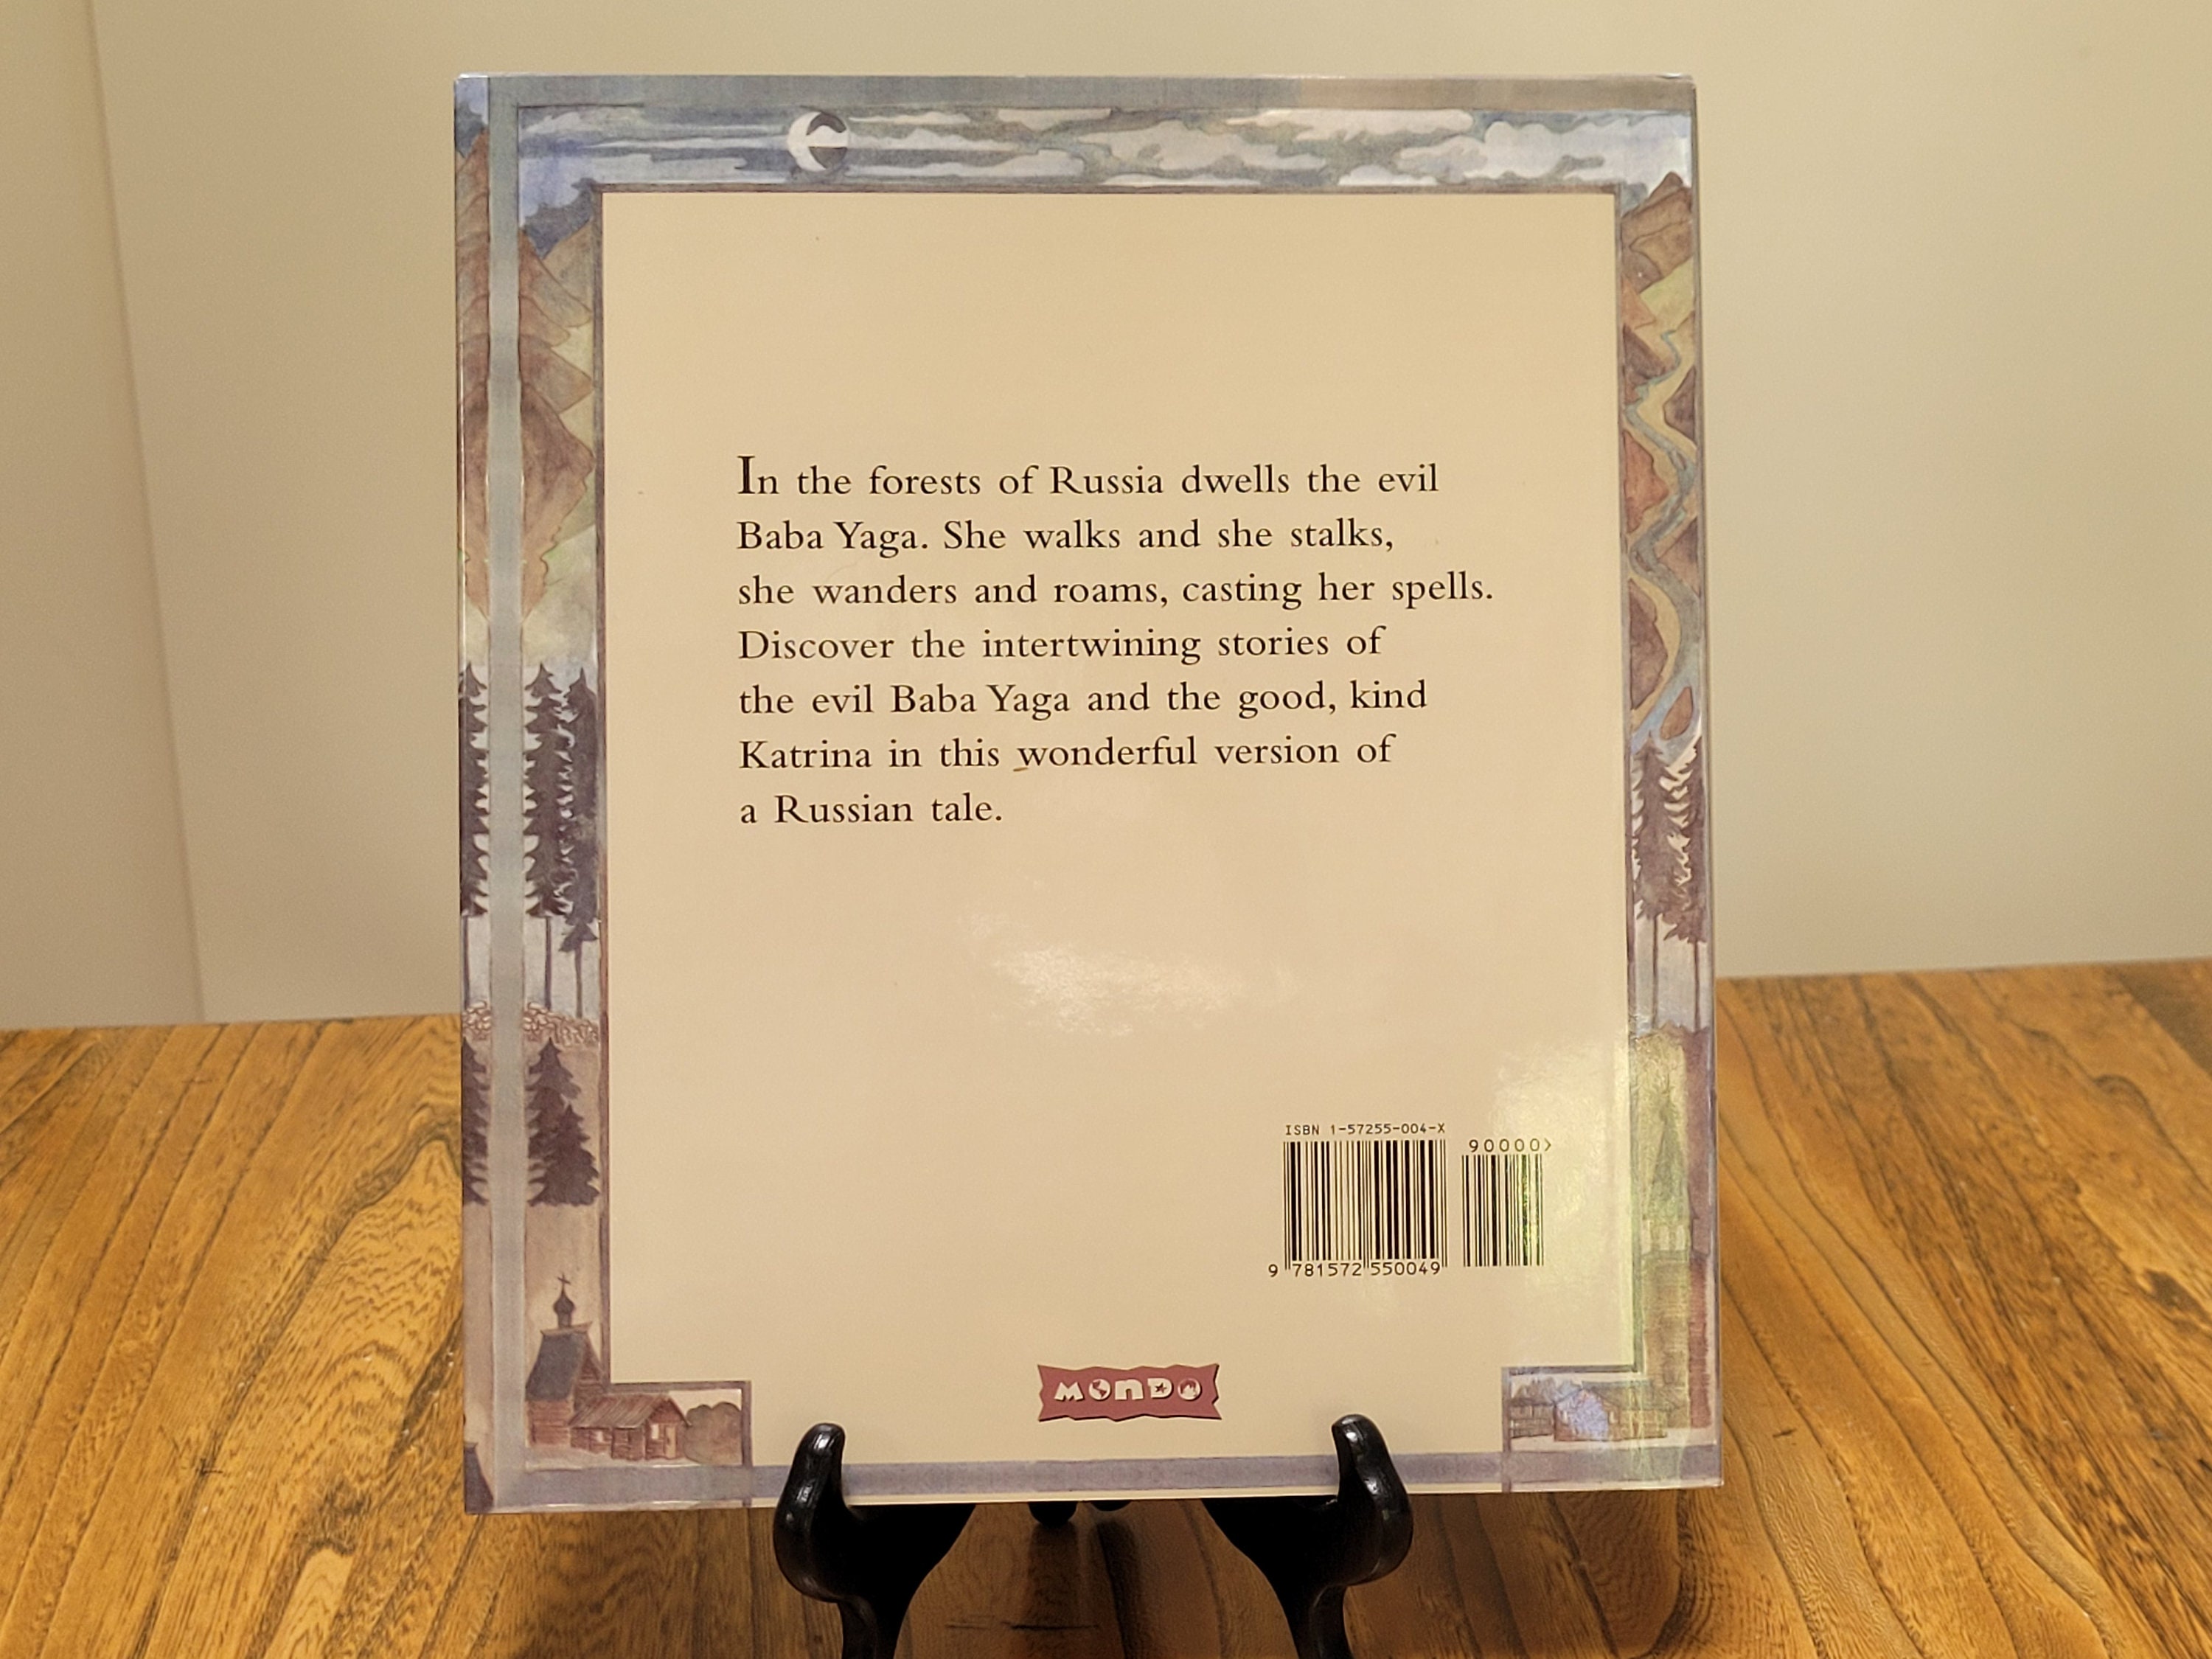 In the forests of Russia dwells the evil
Baba Yaga. She walks and she stalks,
she wanders and roams, casting her spells.
Discover the intertwining stories of
the evil Baba Yaga and the good, kind
Katrina in this wonderful version of
a Russian tale.
ISBN 1-57255-004-X
90000>
9 781572 550049
MONDO